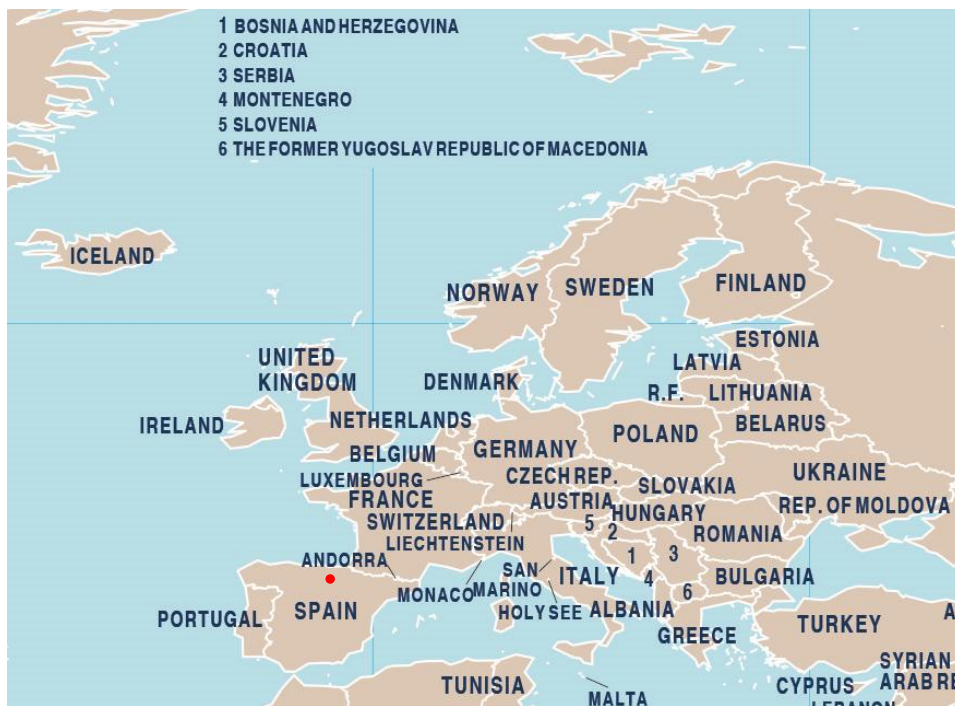 1 BOSNIA AND HERZEGOVINA
2 CROATIA
3 SERBIA
4 MONTENEGRO
5 SLOVENIA
6 THE FORMER YUGOSLAV REPUBLIC OF MACEDONIA
ICELAND
NORWAY
SWEDEN
FINLAND
ESTONIA
LATVIA
UNITED
KINGDOM
DENMARK
R.F.
LITHUANIA
IRELAND
NETHERLANDS
BELARUS
GERMANY
POLAND
BELGIUM
LUXEMBOURG
CZECH REP.
SLOVAKIA
UKRAINE
FRANCE
AUSTRIA
HUNGARY
REP. OF MOLDOVA
SWITZERLAND
5
2
ROMANIA
LIECHTENSTEIN
ANDORRA
1
3
SAN
MARINO
ITALY
4
BULGARIA
MONACO
6
HOLY SEE
ALBANIA
PORTUGAL
SPAIN
GREECE
TURKEY
A
TUNISIA
MALTA
CYPRUS
SYRIAN
ARAB RE
LEBANON